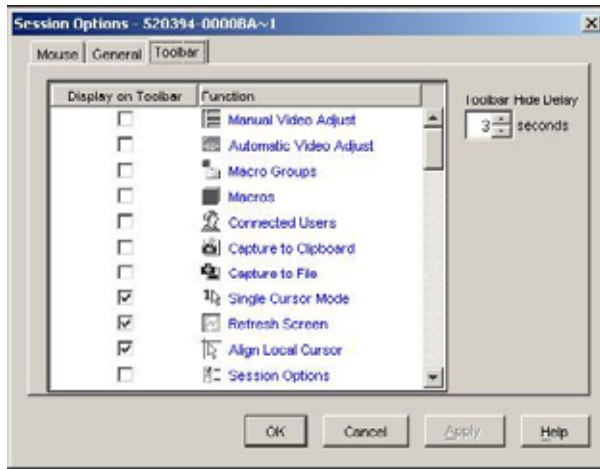 Session Options - 520394-00008A~1
Mouse General Toolbar
Display on Toolbar Function
Toolbar Hide Delay
Manual Video Adjust
3 seconds
Automatic Video Adjust
Macro Groups
Macros
Connected Users
Capture to Clipboard
Capture to File
Single Cursor Mode
Refresh Screen
Align Local Cursor
Session Options
OK Cancel Apply Help